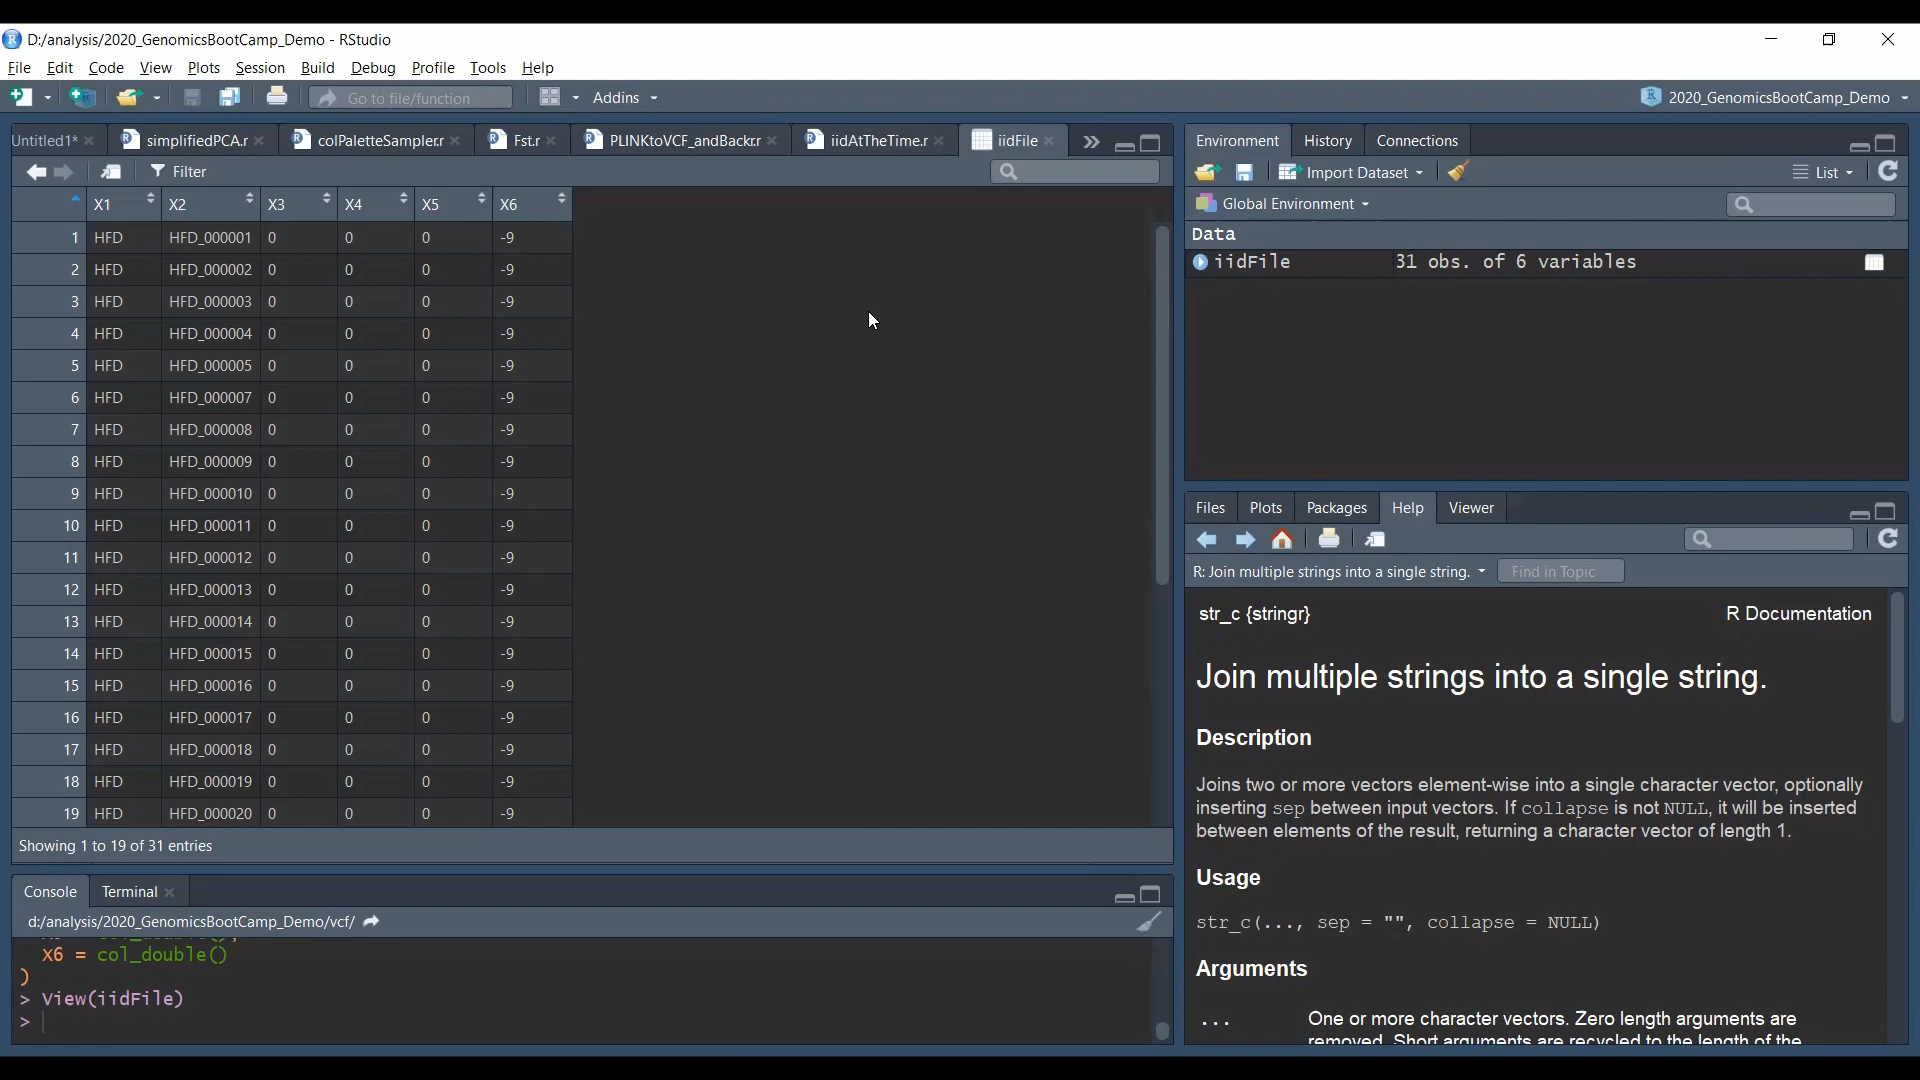 D:/analysis/2020_GenomicsBootCamp_Demo - RStudio
File Edit Code View Plots Session Build Debug Profile Tools Help
Go to file/function Addins 2020_GenomicsBootCamp_Demo
Untitled1* simplifiedPCA.r colPaletteSampler.r Fst.r PLINKtoVCF_andBack.r iidAtTheTime.r iidFile
Filter
X1 X2 X3 X4 X5 X6
1 HFD HFD_000001 0 0 0 -9
2 HFD HFD_000002 0 0 0 -9
3 HFD HFD_000003 0 0 0 -9
4 HFD HFD_000004 0 0 0 -9
5 HFD HFD_000005 0 0 0 -9
6 HFD HFD_000007 0 0 0 -9
7 HFD HFD_000008 0 0 0 -9
8 HFD HFD_000009 0 0 0 -9
9 HFD HFD_000010 0 0 0 -9
10 HFD HFD_000011 0 0 0 -9
11 HFD HFD_000012 0 0 0 -9
12 HFD HFD_000013 0 0 0 -9
13 HFD HFD_000014 0 0 0 -9
14 HFD HFD_000015 0 0 0 -9
15 HFD HFD_000016 0 0 0 -9
16 HFD HFD_000017 0 0 0 -9
17 HFD HFD_000018 0 0 0 -9
18 HFD HFD_000019 0 0 0 -9
19 HFD HFD_000020 0 0 0 -9
Showing 1 to 19 of 31 entries
Console Terminal
d:/analysis/2020_GenomicsBootCamp_Demo/vcf/
X6 = col_double()
)
> View(iidFile)
>
Environment History Connections
Import Dataset List
Global Environment
Data
iidFile 31 obs. of 6 variables
Files Plots Packages Help Viewer
R: Join multiple strings into a single string. Find in Topic
str_c {stringr} R Documentation
Join multiple strings into a single string.
Description
Joins two or more vectors element-wise into a single character vector, optionally
inserting sep between input vectors. If collapse is not NULL, it will be inserted
between elements of the result, returning a character vector of length 1.
Usage
str_c(..., sep = "", collapse = NULL)
Arguments
... One or more character vectors. Zero length arguments are
removed. Short arguments are recycled to the length of the